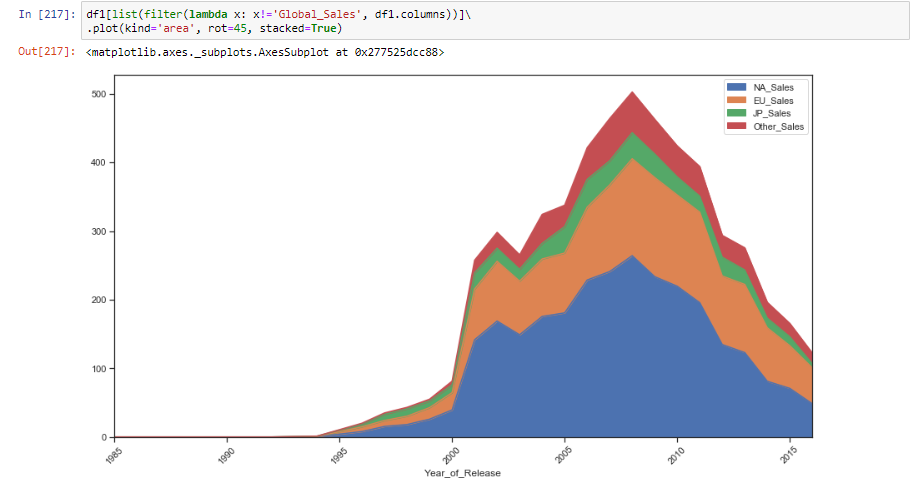 In [217]: df1[list(filter(lambda x: x!='Global_Sales', df1.columns))]\
.plot(kind='area', rot=45, stacked=True)
Out[217]: <matplotlib.axes._subplots.AxesSubplot at 0x277525dcc88>
NA_Sales
EU_Sales
JP_Sales
Other_Sales
500
400
300
200
100
0
1985 1990 1995 2000 2005 2010 2015
Year_of_Release